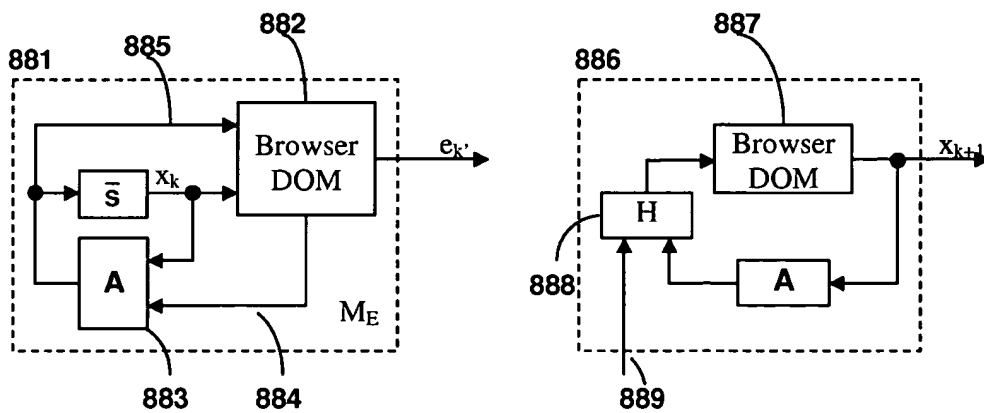 881
885
882
Browser
DOM
e_k'
s̅
x_k
A
M_E
883
884
886
887
Browser
DOM
x_k+1
H
888
A
889